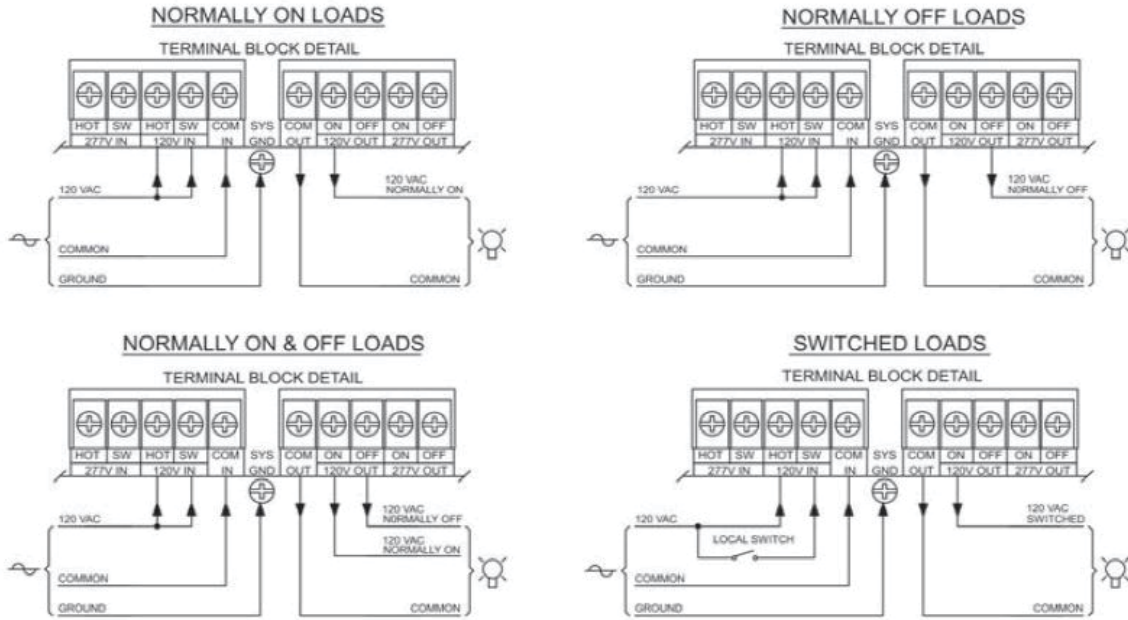 NORMALLY ON LOADS
TERMINAL BLOCK DETAIL
HOT SW HOT SW COM SYS COM ON OFF ON OFF
277V IN 120V IN IN GND OUT 120V OUT 277V OUT
120 VAC
120 VAC
NORMALLY ON
COMMON
GROUND
COMMON
NORMALLY OFF LOADS
TERMINAL BLOCK DETAIL
HOT SW HOT SW COM SYS COM ON OFF ON OFF
277V IN 120V IN IN GND OUT 120V OUT 277V OUT
120 VAC
120 VAC
NORMALLY OFF
COMMON
GROUND
COMMON
NORMALLY ON & OFF LOADS
TERMINAL BLOCK DETAIL
HOT SW HOT SW COM SYS COM ON OFF ON OFF
277V IN 120V IN IN GND OUT 120V OUT 277V OUT
120 VAC
120 VAC
NORMALLY OFF
120 VAC
NORMALLY ON
COMMON
GROUND
COMMON
SWITCHED LOADS
TERMINAL BLOCK DETAIL
HOT SW HOT SW COM SYS COM ON OFF ON OFF
277V IN 120V IN IN GND OUT 120V OUT 277V OUT
120 VAC
120 VAC
SWITCHED
LOCAL SWITCH
COMMON
GROUND
COMMON